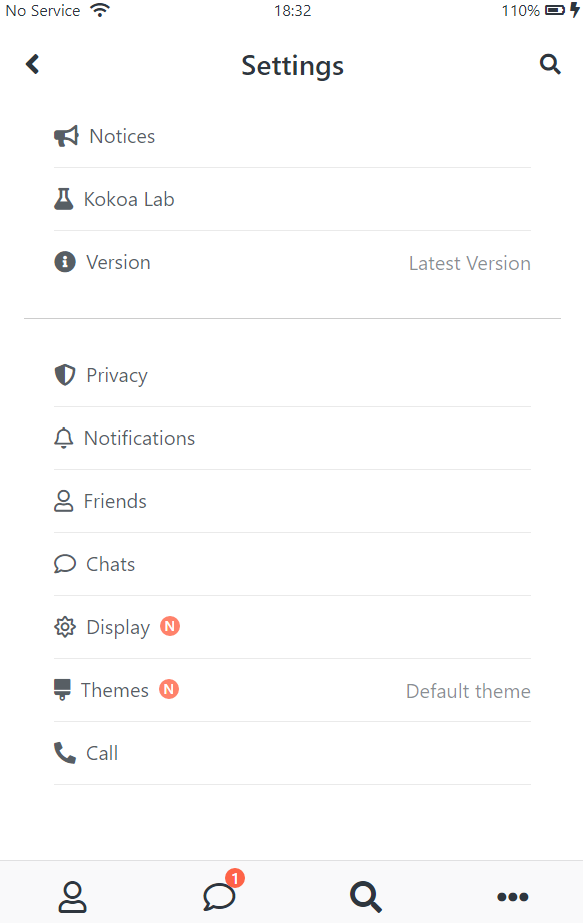 No Service 18:32 110%
Settings
Notices
Kokoa Lab
Version Latest Version
Privacy
Notifications
Friends
Chats
Display N
Themes N Default theme
Call
1